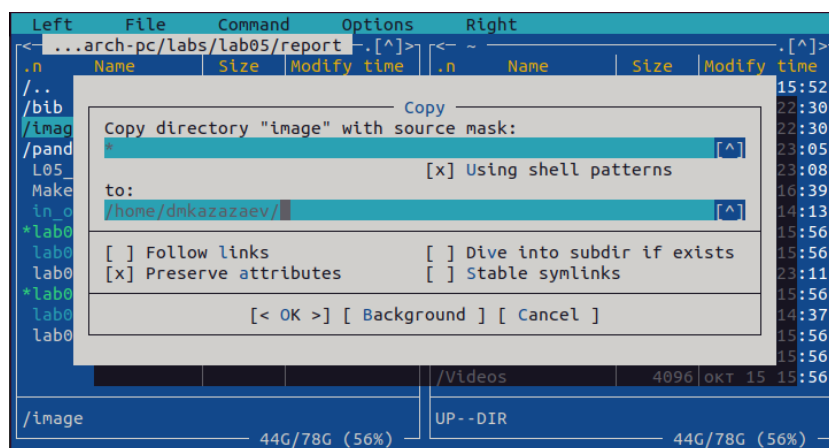 Left File Command Options Right
<─ ...arch-pc/labs/lab05/report ─.[^]> <─ ~ ─.[^]>
.n Name Size Modify time .n Name Size Modify time
/.. 15:52
/bib 22:30
/imag 22:30
/pand 23:05
L05_ 23:08
Make 16:39
in_o 14:13
*lab0 15:56
lab0 15:56
lab0 23:11
*lab0 15:56
lab0 14:37
lab0 15:56
15:56
Copy
Copy directory "image" with source mask:
* [^]
[x] Using shell patterns
to:
/home/dmkazazaev/ [^]
[ ] Follow links [ ] Dive into subdir if exists
[x] Preserve attributes [ ] Stable symlinks
[< OK >] [ Background ] [ Cancel ]
/Videos 4096 окт 15 15:56
/image UP--DIR
44G/78G (56%) 44G/78G (56%)